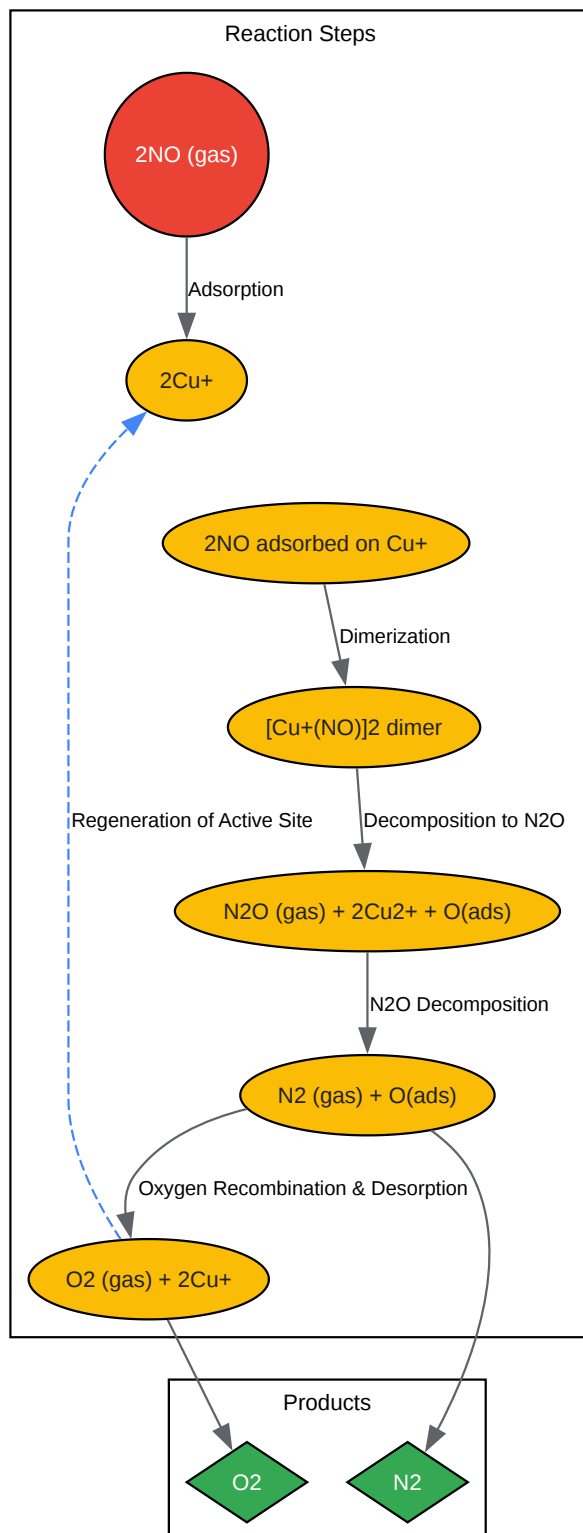 Reaction Steps
2NO (gas)
Adsorption
2Cu+
2NO adsorbed on Cu+
Dimerization
[Cu+(NO)]2 dimer
Regeneration of Active Site
Decomposition to N2O
N2O (gas) + 2Cu2+ + O(ads)
N2O Decomposition
N2 (gas) + O(ads)
Oxygen Recombination & Desorption
O2 (gas) + 2Cu+
Products
O2
N2